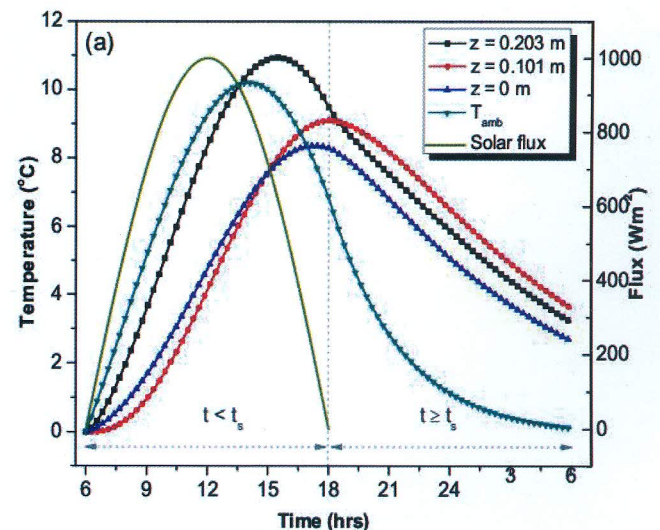 (a)
z = 0.203 m
z = 0.101 m
z = 0 m
T_amb
Solar flux
Temperature (°C)
12
10
8
6
4
2
0
Flux (Wm⁻²)
1000
800
600
400
200
0
t < t_s
t ≥ t_s
6 9 12 15 18 21 24 3 6
Time (hrs)